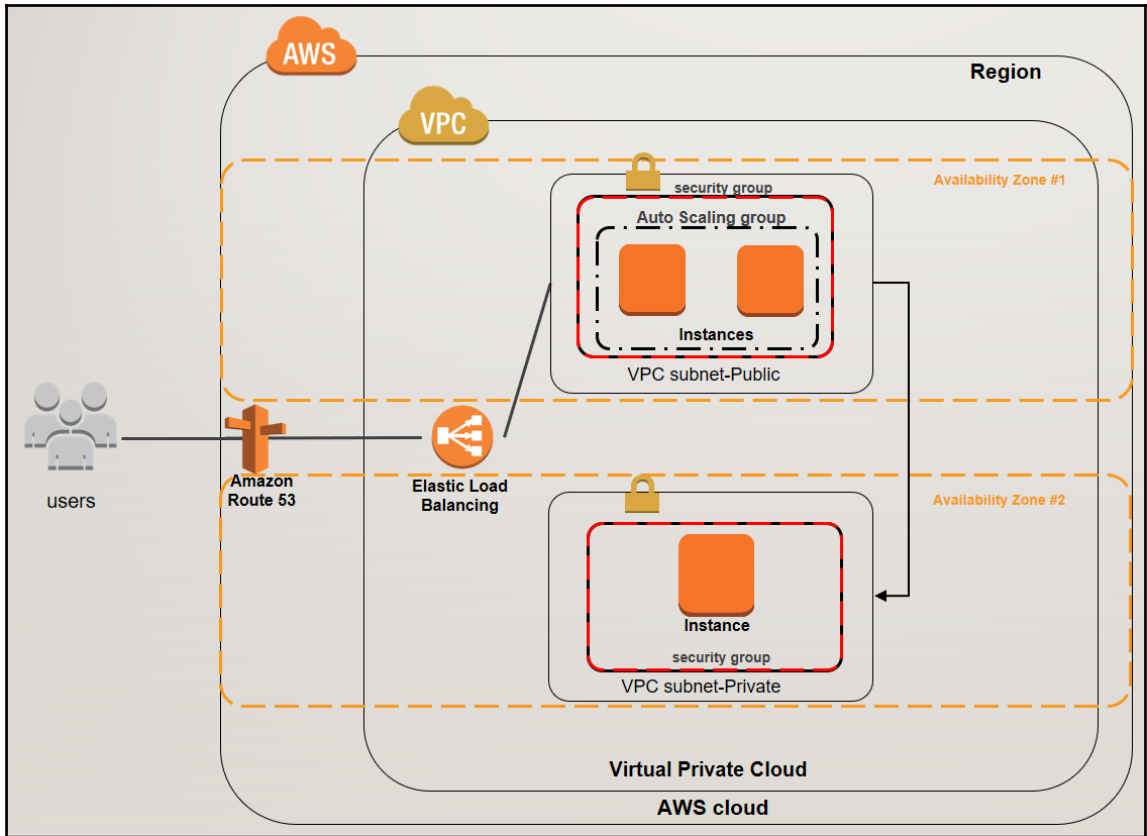 AWS
Region
VPC
Availability Zone #1
security group
Auto Scaling group
Instances
VPC subnet-Public
users
Amazon
Route 53
Elastic Load
Balancing
Availability Zone #2
Instance
security group
VPC subnet-Private
Virtual Private Cloud
AWS cloud